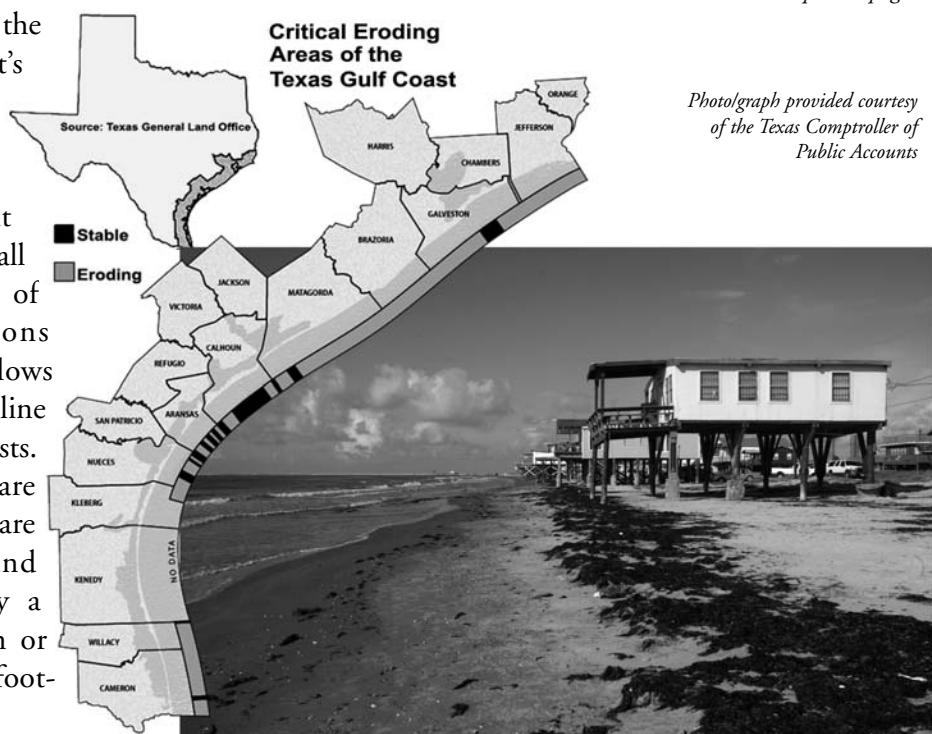 the
t's
Critical Eroding
Areas of the
Texas Gulf Coast
Source: Texas General Land Office
Photo/graph provided courtesy
of the Texas Comptroller of
Public Accounts
ORANGE
JEFFERSON
HARRIS
CHAMBERS
GALVESTON
BRAZORIA
Stable
Eroding
MATAGORDA
JACKSON
VICTORIA
CALHOUN
REFUGIO
ARANSAS
SAN PATRICIO
NUECES
KLEBERG
KENEDY
NO DATA
WILLACY
CAMERON
t
all
of
ons
lows
line
sts.
are
are
nd
y a
n or
foot-